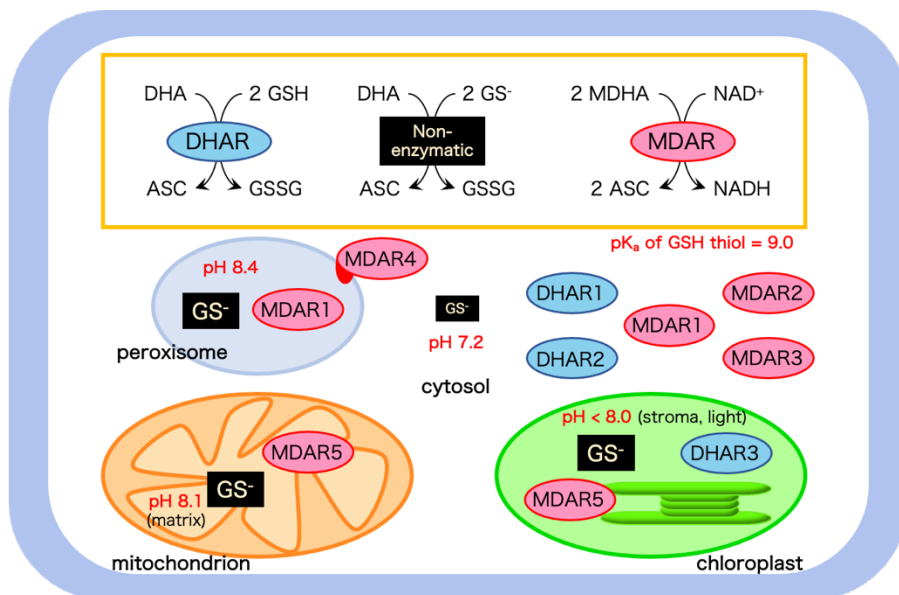 DHA 2 GSH DHA 2 GS- 2 MDHA NAD+
DHAR Non-enzymatic MDAR
ASC GSSG ASC GSSG 2 ASC NADH
pKa of GSH thiol = 9.0
MDAR4
pH 8.4
GS- MDAR1
peroxisome
GS-
pH 7.2
cytosol
DHAR1 MDAR2
MDAR1
DHAR2 MDAR3
MDAR5
GS-
pH 8.1
(matrix)
mitochondrion
pH < 8.0 (stroma, light)
GS- DHAR3
MDAR5
chloroplast